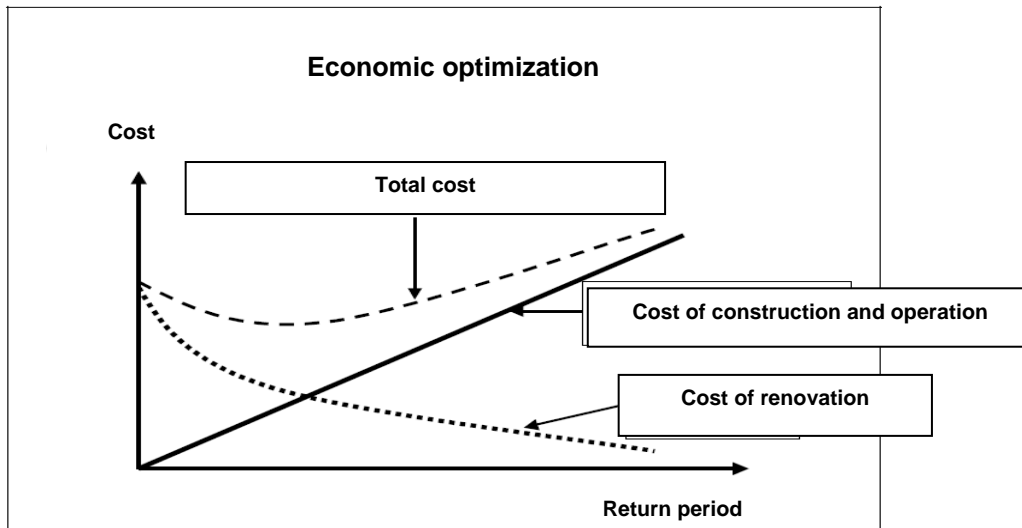 Economic optimization
Cost
Total cost
Cost of construction and operation
Cost of renovation
Return period